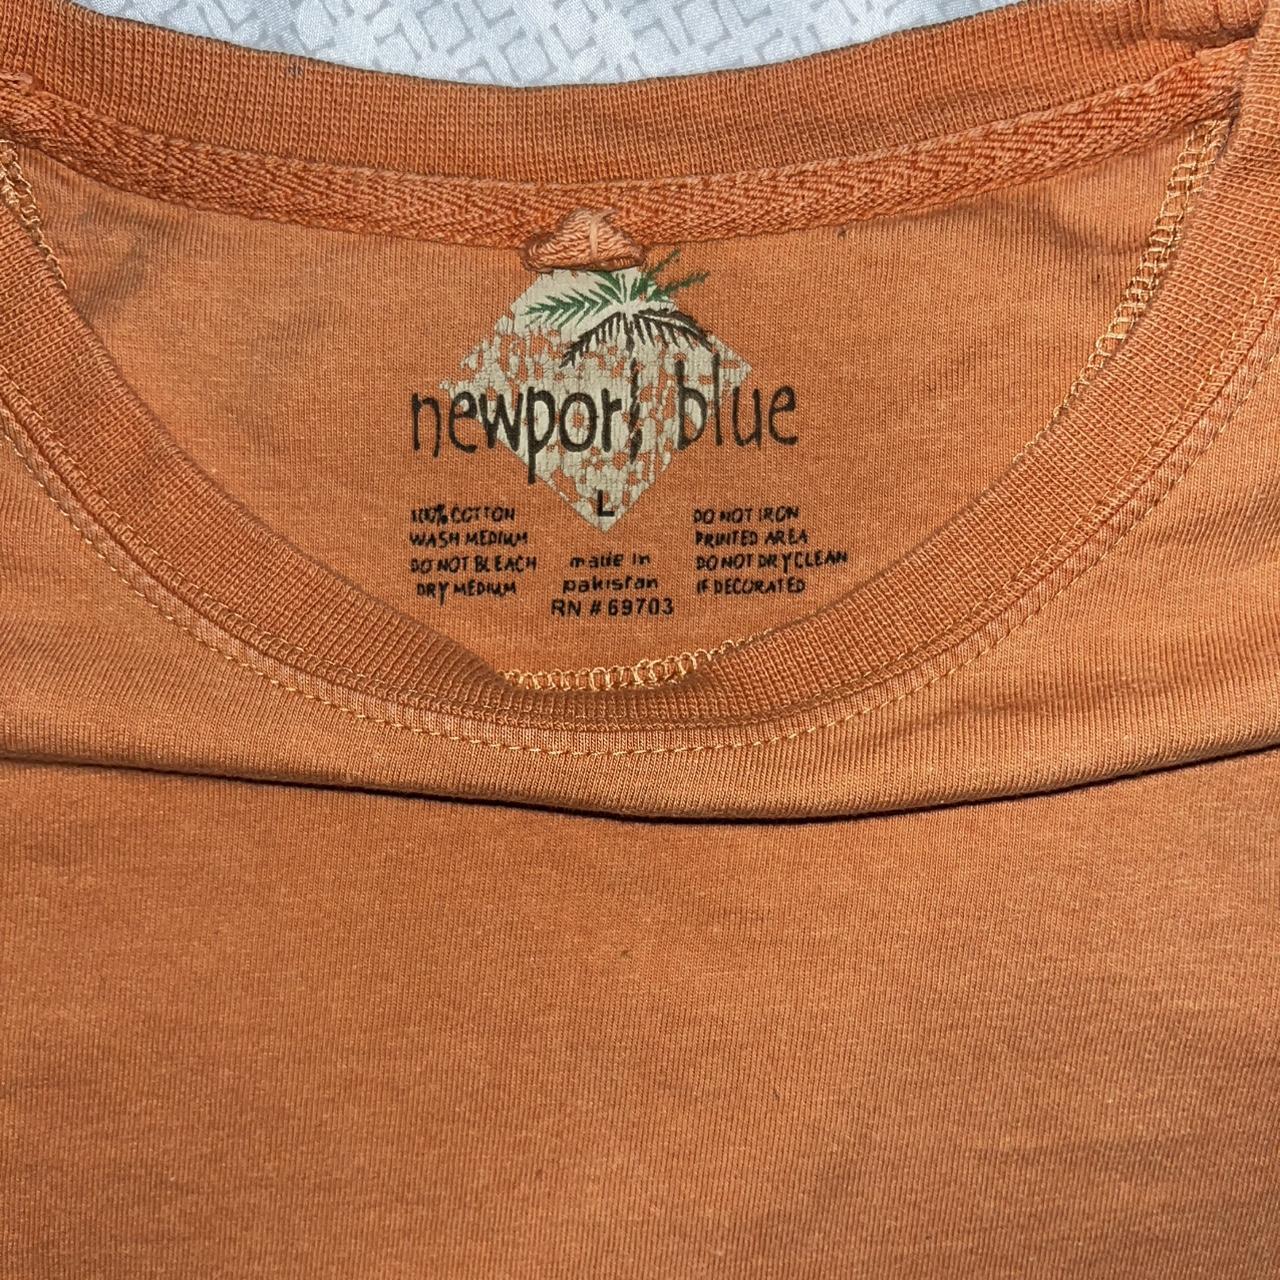 newport blue
L
100% COTTON
WASH MEDIUM
DO NOT BLEACH
DRY MEDIUM
made in
pakistan
RN # 69703
DO NOT IRON
PRINTED AREA
DO NOT DRY CLEAN
IF DECORATED